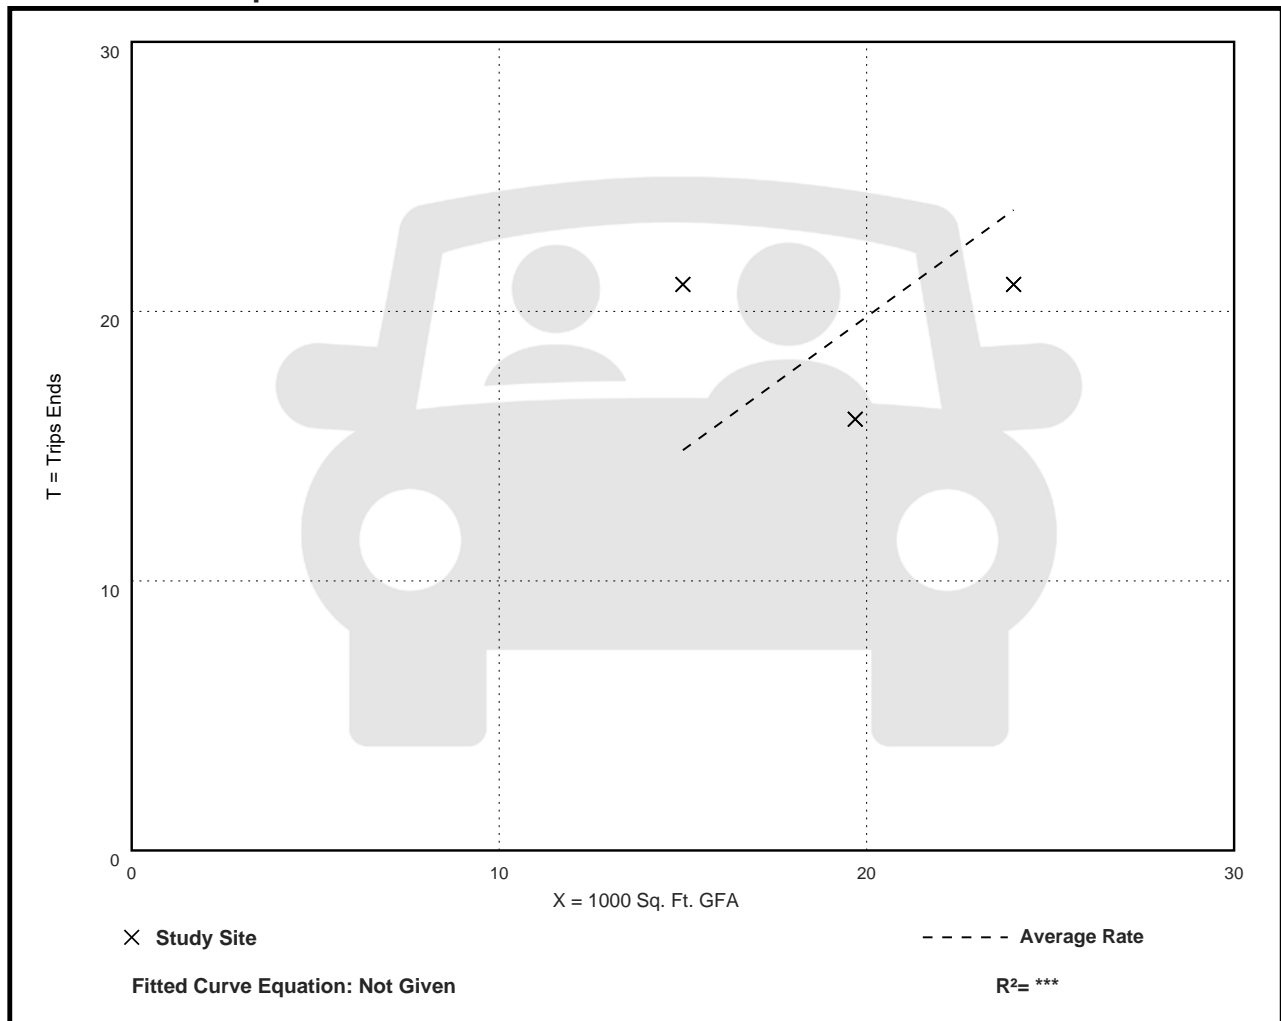 30
20
10
0
T = Trips Ends
0 10 20 30
X = 1000 Sq. Ft. GFA
Study Site
Average Rate
Fitted Curve Equation: Not Given
R²= ***